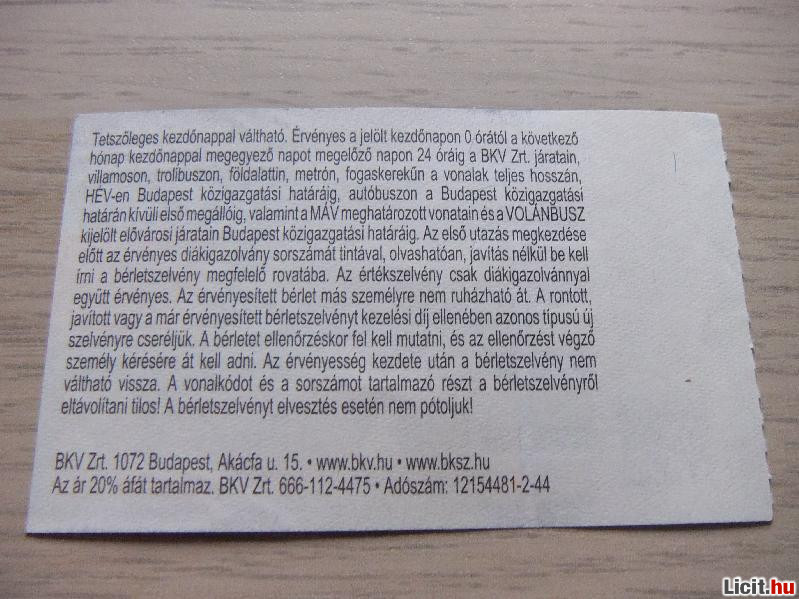 Tetszőleges kezdőnappal váltható. Érvényes a jelölt kezdőnapon 0 órától a következő
hónap kezdőnappal megegyező napot megelőző napon 24 óráig a BKV Zrt. járatain,
villamoson, trolibuszon, földalattin, metrón, fogaskerekűn a vonalak teljes hosszán,
HÉV-en Budapest közigazgatási határáig, autóbuszon a Budapest közigazgatási
határán kívüli első megállóig, valamint a MÁV meghatározott vonatain és a VOLÁNBUSZ
kijelölt elővárosi járatain Budapest közigazgatási határáig. Az első utazás megkezdése
előtt az érvényes diákigazolvány sorszámát tintával, olvashatóan, javítás nélkül be kell
írni a bérletszelvény megfelelő rovatába. Az értékszelvény csak diákigazolvánnyal
együtt érvényes. Az érvényesített bérlet más személyre nem ruházható át. A rontott,
javított vagy a már érvényesített bérletszelvényt kezelési díj ellenében azonos típusú új
szelvényre cseréljük. A bérletet ellenőrzéskor fel kell mutatni, és az ellenőrzést végző
személy kérésére át kell adni. Az érvényesség kezdete után a bérletszelvény nem
váltható vissza. A vonalkódot és a sorszámot tartalmazó részt a bérletszelvényről
eltávolítani tilos! A bérletszelvényt elvesztés esetén nem pótoljuk!
BKV Zrt. 1072 Budapest, Akácfa u. 15. • www.bkv.hu • www.bksz.hu
Az ár 20% áfát tartalmaz. BKV Zrt. 666-112-4475 • Adószám: 12154481-2-44
Licit.hu